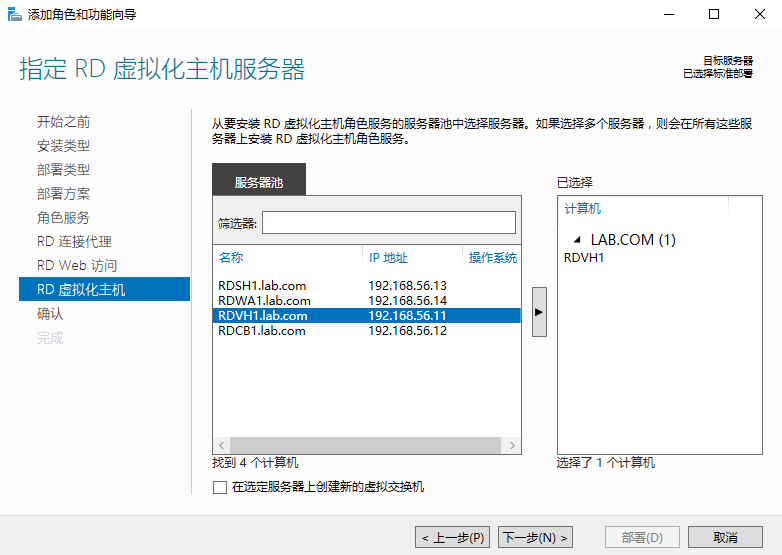 添加角色和功能向导
指定 RD 虚拟化主机服务器
目标服务器
已选择标准部署
开始之前
安装类型
部署类型
部署方案
角色服务
RD 连接代理
RD Web 访问
RD 虚拟化主机
确认
完成
从要安装 RD 虚拟化主机角色服务的服务器池中选择服务器。如果选择多个服务器，则会在所有这些服
务器上安装 RD 虚拟化主机角色服务。
服务器池
筛选器:
名称 IP 地址 操作系统
RDSH1.lab.com 192.168.56.13
RDWA1.lab.com 192.168.56.14
RDVH1.lab.com 192.168.56.11
RDCB1.lab.com 192.168.56.12
找到 4 个计算机
已选择
计算机
LAB.COM (1)
RDVH1
选择了 1 个计算机
在选定服务器上创建新的虚拟交换机
< 上一步(P)
下一步(N) >
部署(D)
取消